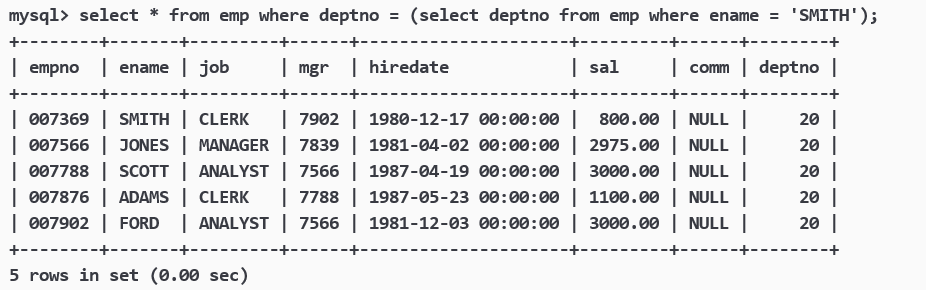 mysql> select * from emp where deptno = (select deptno from emp where ename = 'SMITH');
+--------+-------+---------+------+---------------------+---------+------+--------+
| empno  | ename | job     | mgr  | hiredate            | sal     | comm | deptno |
+--------+-------+---------+------+---------------------+---------+------+--------+
| 007369 | SMITH | CLERK   | 7902 | 1980-12-17 00:00:00 |  800.00 | NULL |     20 |
| 007566 | JONES | MANAGER | 7839 | 1981-04-02 00:00:00 | 2975.00 | NULL |     20 |
| 007788 | SCOTT | ANALYST | 7566 | 1987-04-19 00:00:00 | 3000.00 | NULL |     20 |
| 007876 | ADAMS | CLERK   | 7788 | 1987-05-23 00:00:00 | 1100.00 | NULL |     20 |
| 007902 | FORD  | ANALYST | 7566 | 1981-12-03 00:00:00 | 3000.00 | NULL |     20 |
+--------+-------+---------+------+---------------------+---------+------+--------+
5 rows in set (0.00 sec)